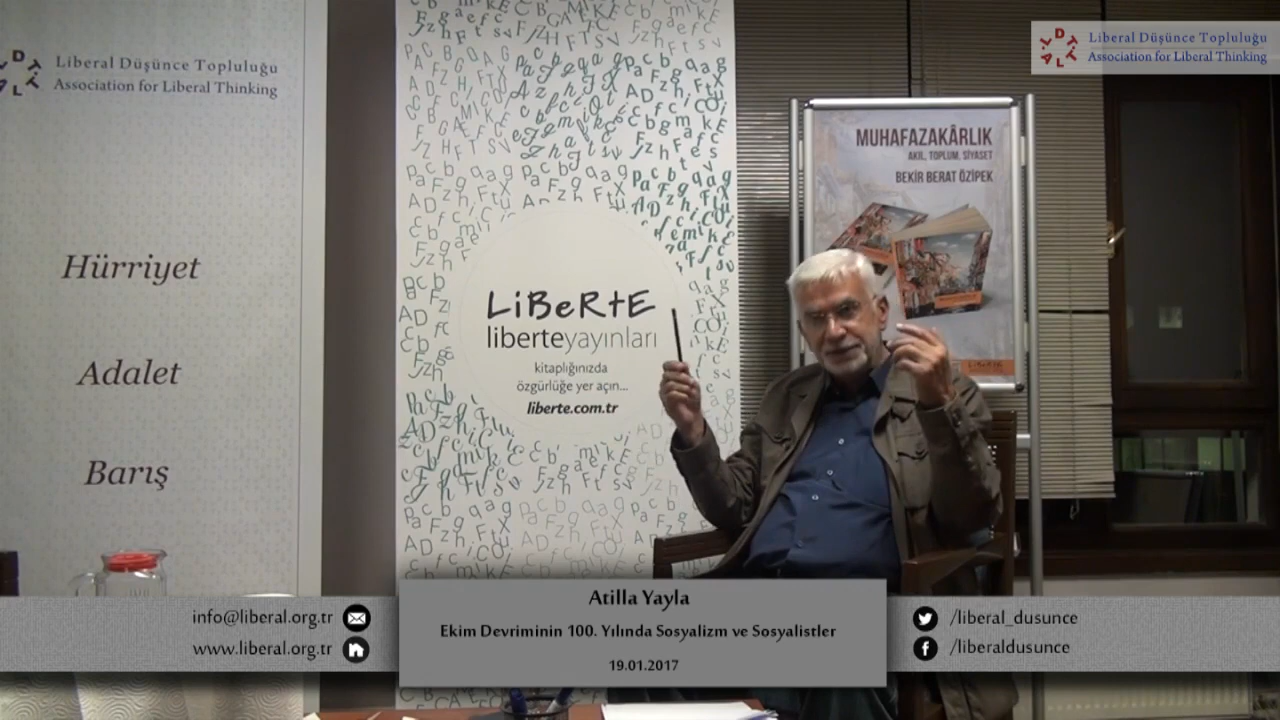 Liberal Düşünce Topluluğu
Association for Liberal Thinking
Hürriyet
Adalet
Barış
LiBeRtE
liberteyayınları
kitaplığınızda
özgürlüğe yer açın...
liberte.com.tr
MUHAFAZAKÂRLIK
AKIL, TOPLUM, SİYASET
BEKİR BERAT ÖZİPEK
LiBeRtE
Liberal Düşünce Topluluğu
Association for Liberal Thinking
info@liberal.org.tr
www.liberal.org.tr
Atilla Yayla
Ekim Devriminin 100. Yılında Sosyalizm ve Sosyalistler
19.01.2017
/liberal_dusunce
/liberaldusunce